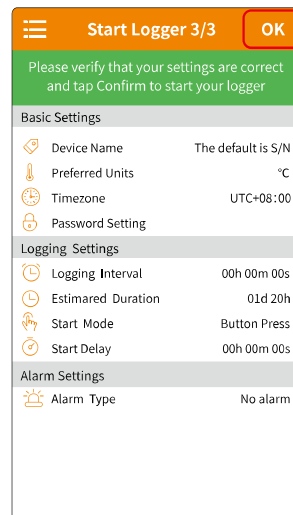 Start Logger 3/3 OK
Please verify that your settings are correct
and tap Confirm to start your logger
Basic Settings
Device Name The default is S/N
Preferred Units ℃
Timezone UTC+08:00
Password Setting
Logging Settings
Logging Interval 00h 00m 00s
Estimared Duration 01d 20h
Start Mode Button Press
Start Delay 00h 00m 00s
Alarm Settings
Alarm Type No alarm